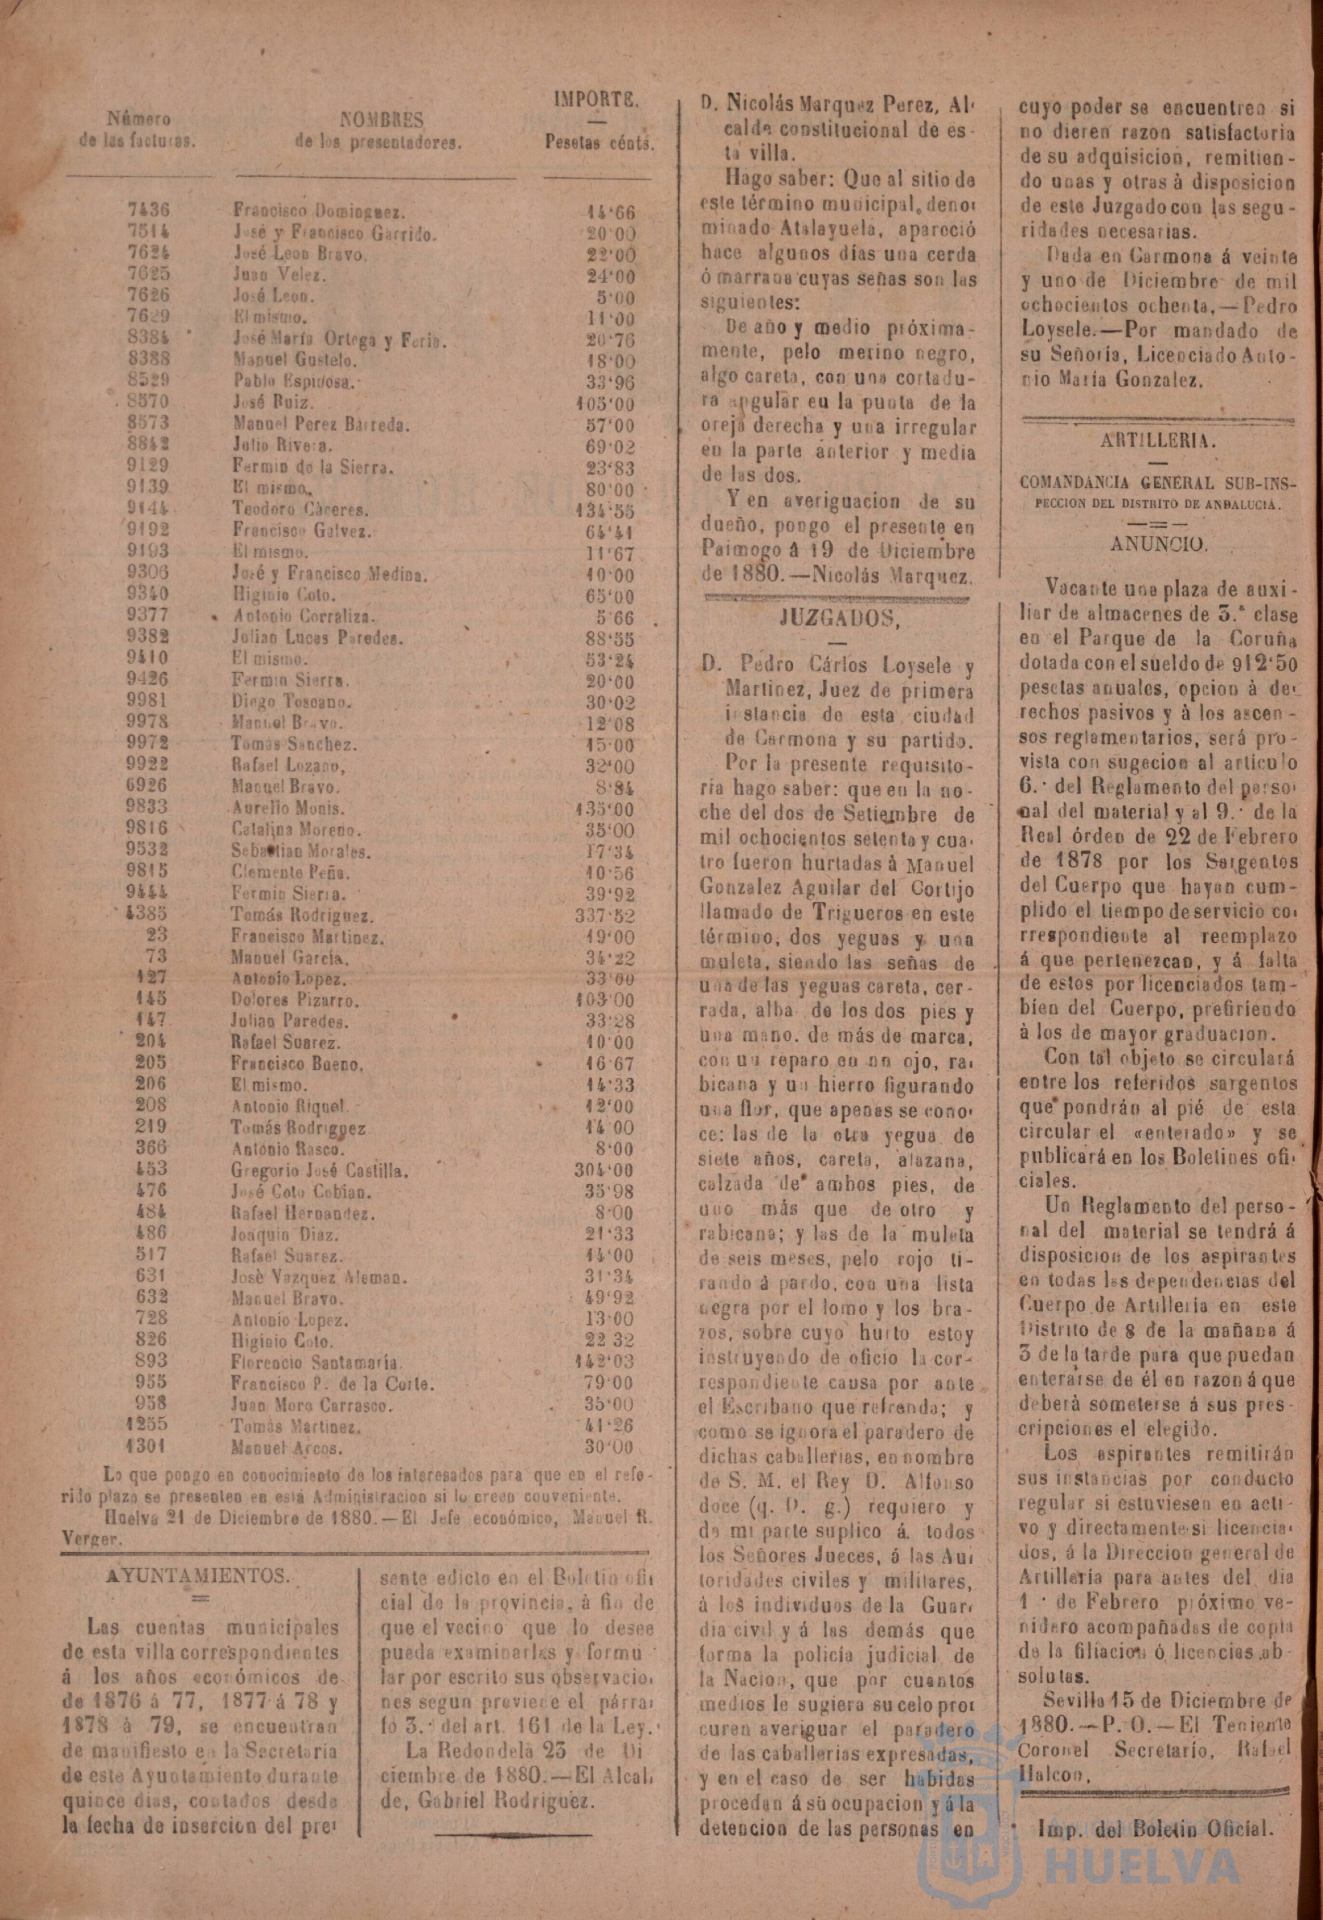 Número
de las facturas.
NOMBRES
de los presentadores.
IMPORTE.
Pesetas cénts.
7436 Francisco Dominguez. 14‘66
7514 José y Francisco Garrido. 20‘00
7624 José Leon Bravo. 22‘00
7625 Juan Velez. 24‘00
7626 José Leon. 5‘00
7629 El mismo. 11‘00
8384 José María Ortega y Feria. 20‘76
8388 Manuel Gustelo. 18‘00
8529 Pablo Espinosa. 33‘96
8570 José Ruiz. 105‘00
8573 Manuel Perez Barreda. 57‘00
8842 Julio Rivera. 69‘02
9129 Fermin de la Sierra. 23‘83
9139 El mismo. 80‘00
9144 Teodoro Cáceres. 134‘55
9192 Francisco Galvez. 64‘41
9193 El mismo. 11‘67
9306 José y Francisco Medina. 10‘00
9340 Higinio Coto. 65‘00
9377 Antonio Corraliza. 5‘66
9382 Julian Lucas Paredes. 88‘55
9410 El mismo. 53‘24
9426 Fermin Sierra. 20‘00
9981 Diego Toscano. 30‘02
9978 Manuel Bravo. 12‘08
9972 Tomás Sanchez. 15‘00
9922 Rafael Lozano, 32‘00
6926 Manuel Bravo. 8‘84
9833 Aurelio Monis. 135‘00
9816 Catalina Moreno. 35‘00
9532 Sebastian Morales. 17‘34
9815 Clemente Peña. 10‘56
9444 Fermin Sierra. 39‘92
4385 Tomás Rodriguez. 337‘52
23 Francisco Martinez. 19‘00
73 Manuel García. 34‘22
127 Antonio Lopez. 33‘60
145 Dolores Pizarro. 103‘00
147 Julian Paredes. 33‘28
204 Rafael Suarez. 10‘00
205 Francisco Bueno. 16‘67
206 El mismo. 14‘33
208 Antonio Riquel. 12‘00
219 Tomás Rodriguez 14 00
366 Antonio Rasco. 8‘00
453 Gregorio José Castilla. 304‘00
476 José Coto Cobian. 35‘98
484 Rafael Hernandez. 8‘00
486 Joaquin Diaz. 21‘33
517 Rafael Suarez. 14‘00
631 Josè Vazquez Aleman. 31‘34
632 Manuel Bravo. 49‘92
728 Antonio Lopez. 13‘00
826 Higinio Coto. 22 32
893 Florencio Santamaría. 142‘03
955 Francisco P. de la Corte. 79‘00
958 Juan Mora Carrasco. 35‘00
1255 Tomás Martinez. 41‘26
1301 Manuel Arcos. 30‘00
Lo que pongo en conocimiento de los interesados para que en el refe-
rido plazo se presenten en está Administracion si lo creen conveniente.
Huelva 21 de Diciembre de 1880.—El Jefe económico, Manuel R.
Verger.
AYUNTAMIENTOS.
Las cuentas municipales
de esta villa correspondientes
á los años económicos de
de 1876 á 77, 1877 á 78 y
1878 à 79, se encuentran
de manifiesto en la Secretaria
de este Ayuntamiento durante
quince dias, contados desde
la fecha de insercion del pre-
sente edicto en el Boletin ofi-
cial de la provincia, à fin de
que el vecino que lo desee
pueda examinarlas y formu
lar por escrito sus observacio-
nes segun previene el párra-
fo 3.º del art. 161 de la Ley.
La Redondela 23 de Di
ciembre de 1880.—El Alcal-
de, Gabriel Rodriguez.
D. Nicolás Marquez Perez, Al-
calde constitucional de es-
ta villa.
Hago saber: Que al sitio de
este término municipal, deno-
minado Atalayuela, apareció
hace algunos días una cerda
ó marrana cuyas señas son las
siguientes:
De año y medio próxima-
mente, pelo merino negro,
algo careta, con una cortadu-
ra angular en la punta de la
oreja derecha y una irregular
en la parte anterior y media
de las dos.
Y en averiguacion de su
dueño, pongo el presente en
Paimogo á 19 de Diciembre
de 1880.—Nicolás Marquez.
JUZGADOS,
D. Pedro Cárlos Loysele y
Martinez, Juez de primera
instancia de esta ciudad
de Carmona y su partido.
Por la presente requisito-
ria hago saber: que en la no-
che del dos de Setiembre de
mil ochocientos setenta y cua-
tro fueron hurtadas à Manuel
Gonzalez Aguilar del Cortijo
llamado de Trigueros en este
término, dos yeguas y una
muleta, siendo las señas de
una de las yeguas careta, cer-
rada, alba de los dos pies y
una mano. de más de marca,
con un reparo en un ojo, ra-
bicana y un hierro figurando
una flor, que apenas se cono-
ce: las de la otra yegua de
siete años, careta, alazana,
calzada de ambos pies, de
uno más que de otro y
rabicana; y las de la muleta
de seis meses, pelo rojo ti-
rando á pardo, con una lista
negra por el lomo y los bra-
zos, sobre cuyo hurto estoy
instruyendo de oficio la cor-
respondiente causa por ante
el Escribano que refrenda; y
como se ignora el paradero de
dichas caballerias, en nombre
de S. M. el Rey D. Alfonso
doce (q. D. g.) requiero y
de mi parte suplico á todos
los Señores Jueces, á las Au-
toridades civiles y militares,
á los individuos de la Guar-
dia civil y á las demás que
forma la policía judicial de
la Nacion, que por cuantos
medios le sugiera su celo pro-
curen averiguar el paradero
de las caballerias expresadas,
y en el caso de ser habidas
procedan á su ocupacion y á la
detencion de las personas en
cuyo poder se encuentren si
no dieren razon satisfactoria
de su adquisicion, remitien-
do unas y otras à disposicion
de este Juzgado con las segu-
ridades necesarias.
Dada en Carmona á veinte
y uno de Diciembre de mil
ochocientos ochenta,—Pedro
Loysele.—Por mandado de
su Señoría, Licenciado Anto-
nio María Gonzalez.
ARTILLERIA.
COMANDANCIA GENERAL SUB-INS-
PECCION DEL DISTRITO DE ANDALUCIA.
ANUNCIO.
Vacante una plaza de auxi-
liar de almacenes de 3.ª clase
en el Parque de la Coruña
dotada con el sueldo de 912‘50
pesetas anuales, opcion à de-
rechos pasivos y à los ascen-
sos reglamentarios, será pro-
vista con sugecion al articulo
6.º del Reglamento del perso-
nal del material y al 9.º de la
Real órden de 22 de Febrero
de 1878 por los Sargentos
del Cuerpo que hayan cum-
plido el tiempo de servicio co-
rrespondiente al reemplazo
á que pertenezcan, y á falta
de estos por licenciados tam-
bien del Cuerpo, prefiriendo
à los de mayor graduacion.
Con tal objeto se circulará
entre los referidos sargentos
que pondrán al pié de esta
circular el «enterado» y se
publicará en los Boletines ofi-
ciales.
Un Reglamento del perso-
nal del material se tendrá á
disposicion de los aspirantes
en todas las dependencias del
Cuerpo de Artilleria en este
Distrito de 8 de la mañana á
3 de la tarde para que puedan
enterarse de él en razon á que
deberá someterse á sus pres-
cripciones el elegido.
Los aspirantes remitirán
sus instancias por conducto
regular si estuviesen en acti-
vo y directamente si licencia-
dos, á la Direccion general de
Artillería para antes del dia
1.º de Febrero próximo ve-
nidero acompañadas de copia
de la filiacion ó licencias ab
solutas.
Sevilla 15 de Diciembre de
1880.—P. O.—El Teniente
Coronel Secretario, Rafael
Halcon.
Imp. del Boletin Oficial.
HUELVA